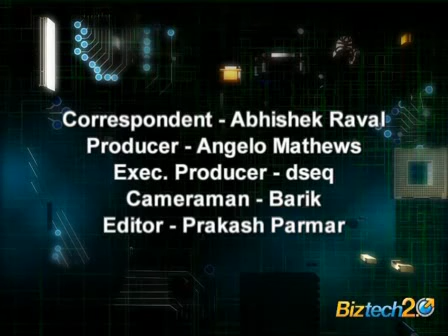 Correspondent - Abhishek Raval
Producer - Angelo Mathews
Exec. Producer - dseq
Cameraman - Barik
Editor - Prakash Parmar
Biztech2.0